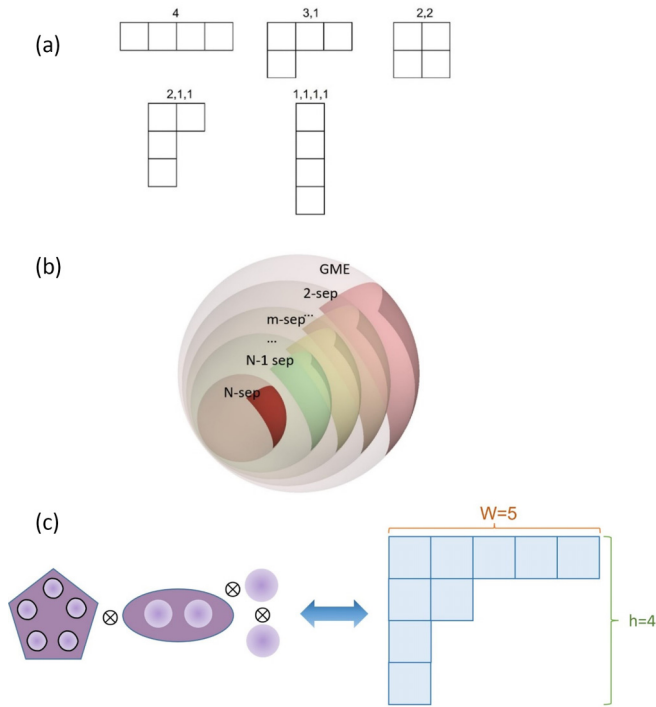 (a)
4
3,1
2,2
2,1,1
1,1,1,1
(b)
GME
2-sep
...
m-sep
...
N-1 sep
N-sep
(c)
W=5
⊗
⊗
⊗
h=4